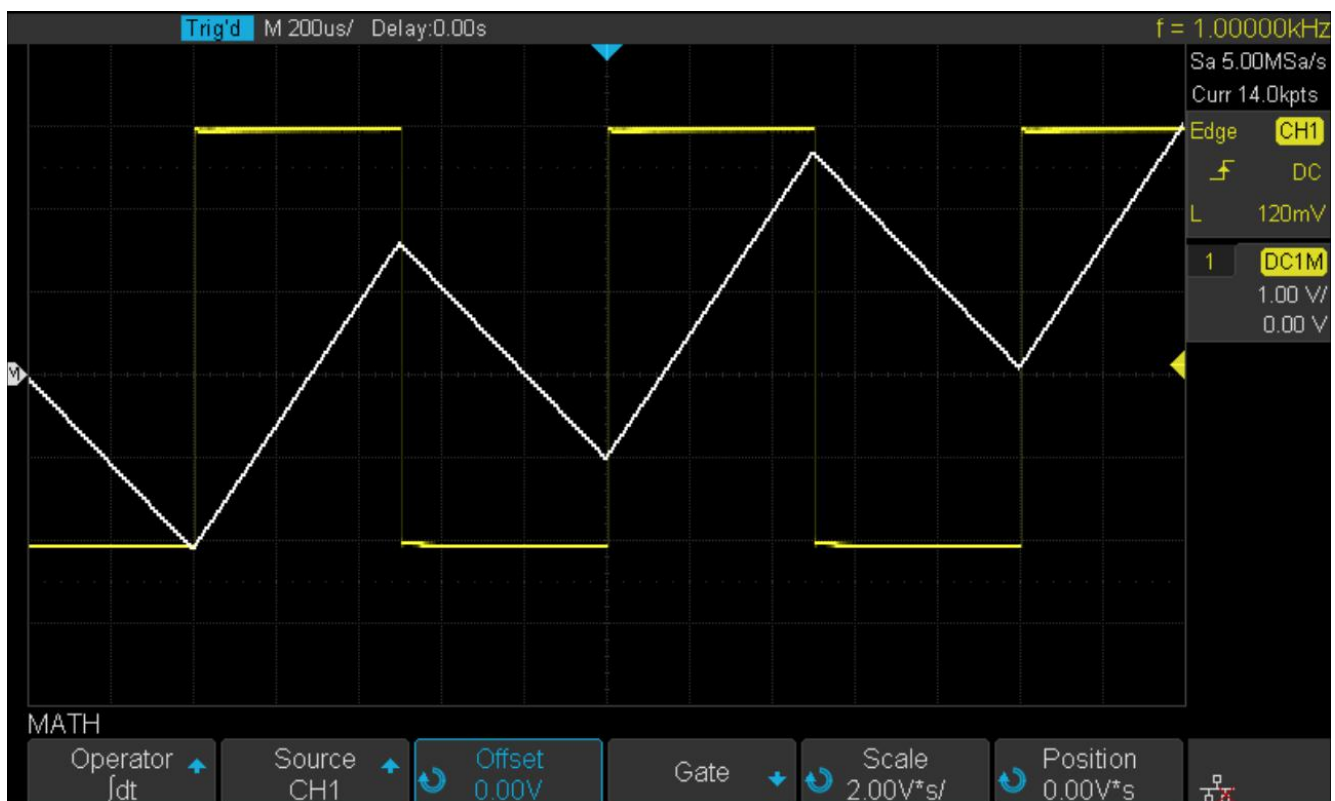 Trig'd M 200us/ Delay:0.00s f = 1.00000kHz
Sa 5.00MSa/s
Curr 14.0kpts
Edge CH1
DC
L 120mV
1 DC1M
1.00 V/
0.00 V
M
MATH
Operator
∫dt
Source
CH1
Offset
0.00V
Gate
Scale
2.00V*s/
Position
0.00V*s